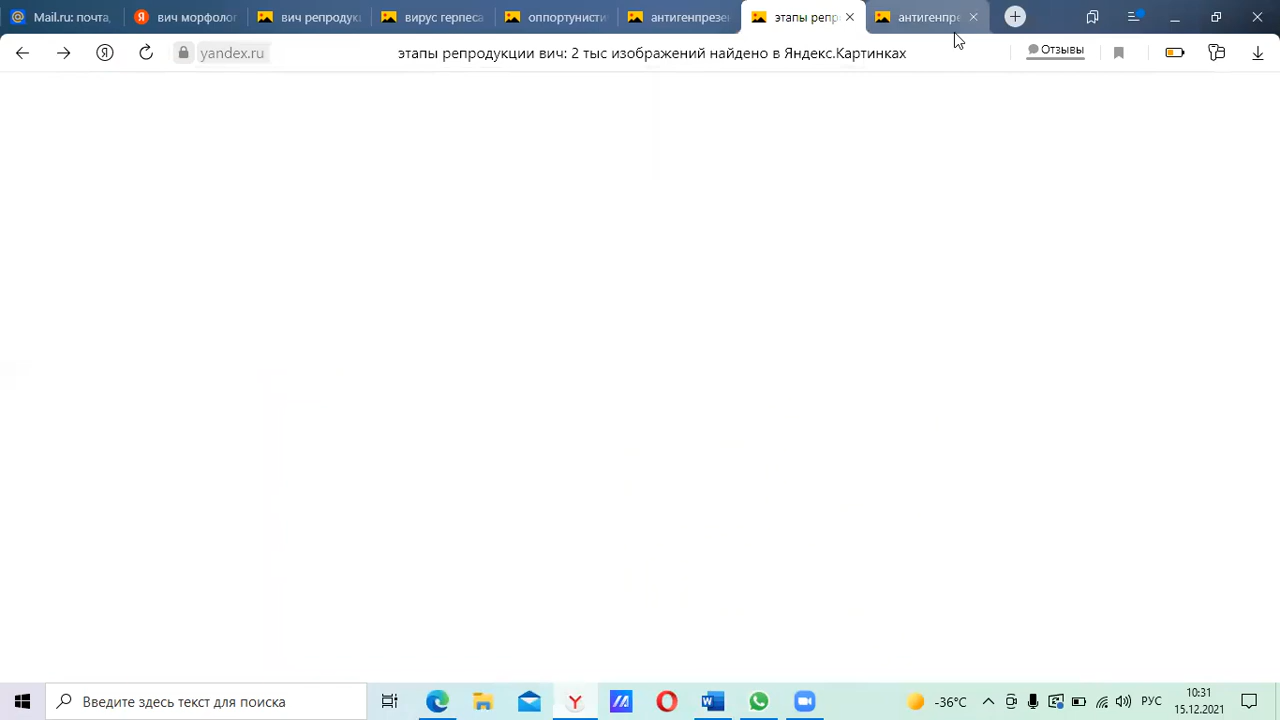 Mail.ru: почта,
вич морфолог
вич репродук
вирус герпеса
оппортунисти
антигенпрезе
этапы репр
антигенпре
yandex.ru
этапы репродукции вич: 2 тыс изображений найдено в Яндекс.Картинках
Отзывы
Введите здесь текст для поиска
-36°C
РУС
10:31
15.12.2021